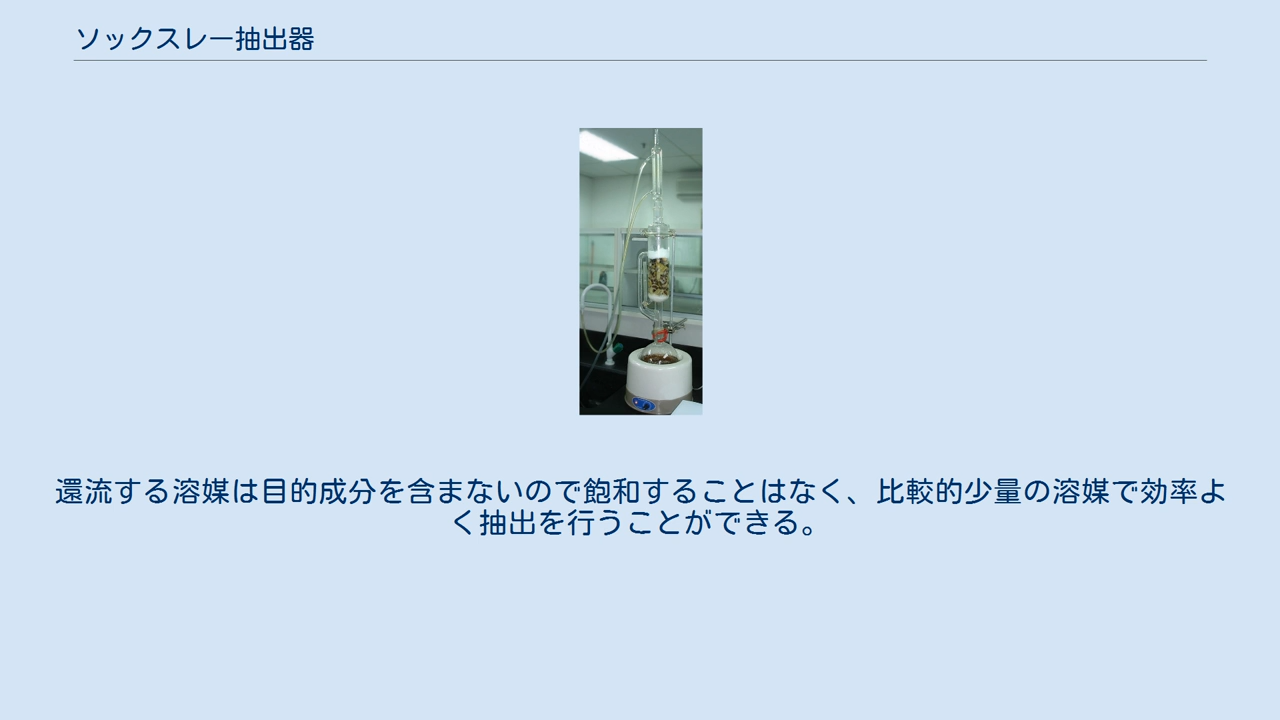 ソックスレー抽出器
還流する溶媒は目的成分を含まないので飽和することはなく、比較的少量の溶媒で効率よ
く抽出を行うことができる。